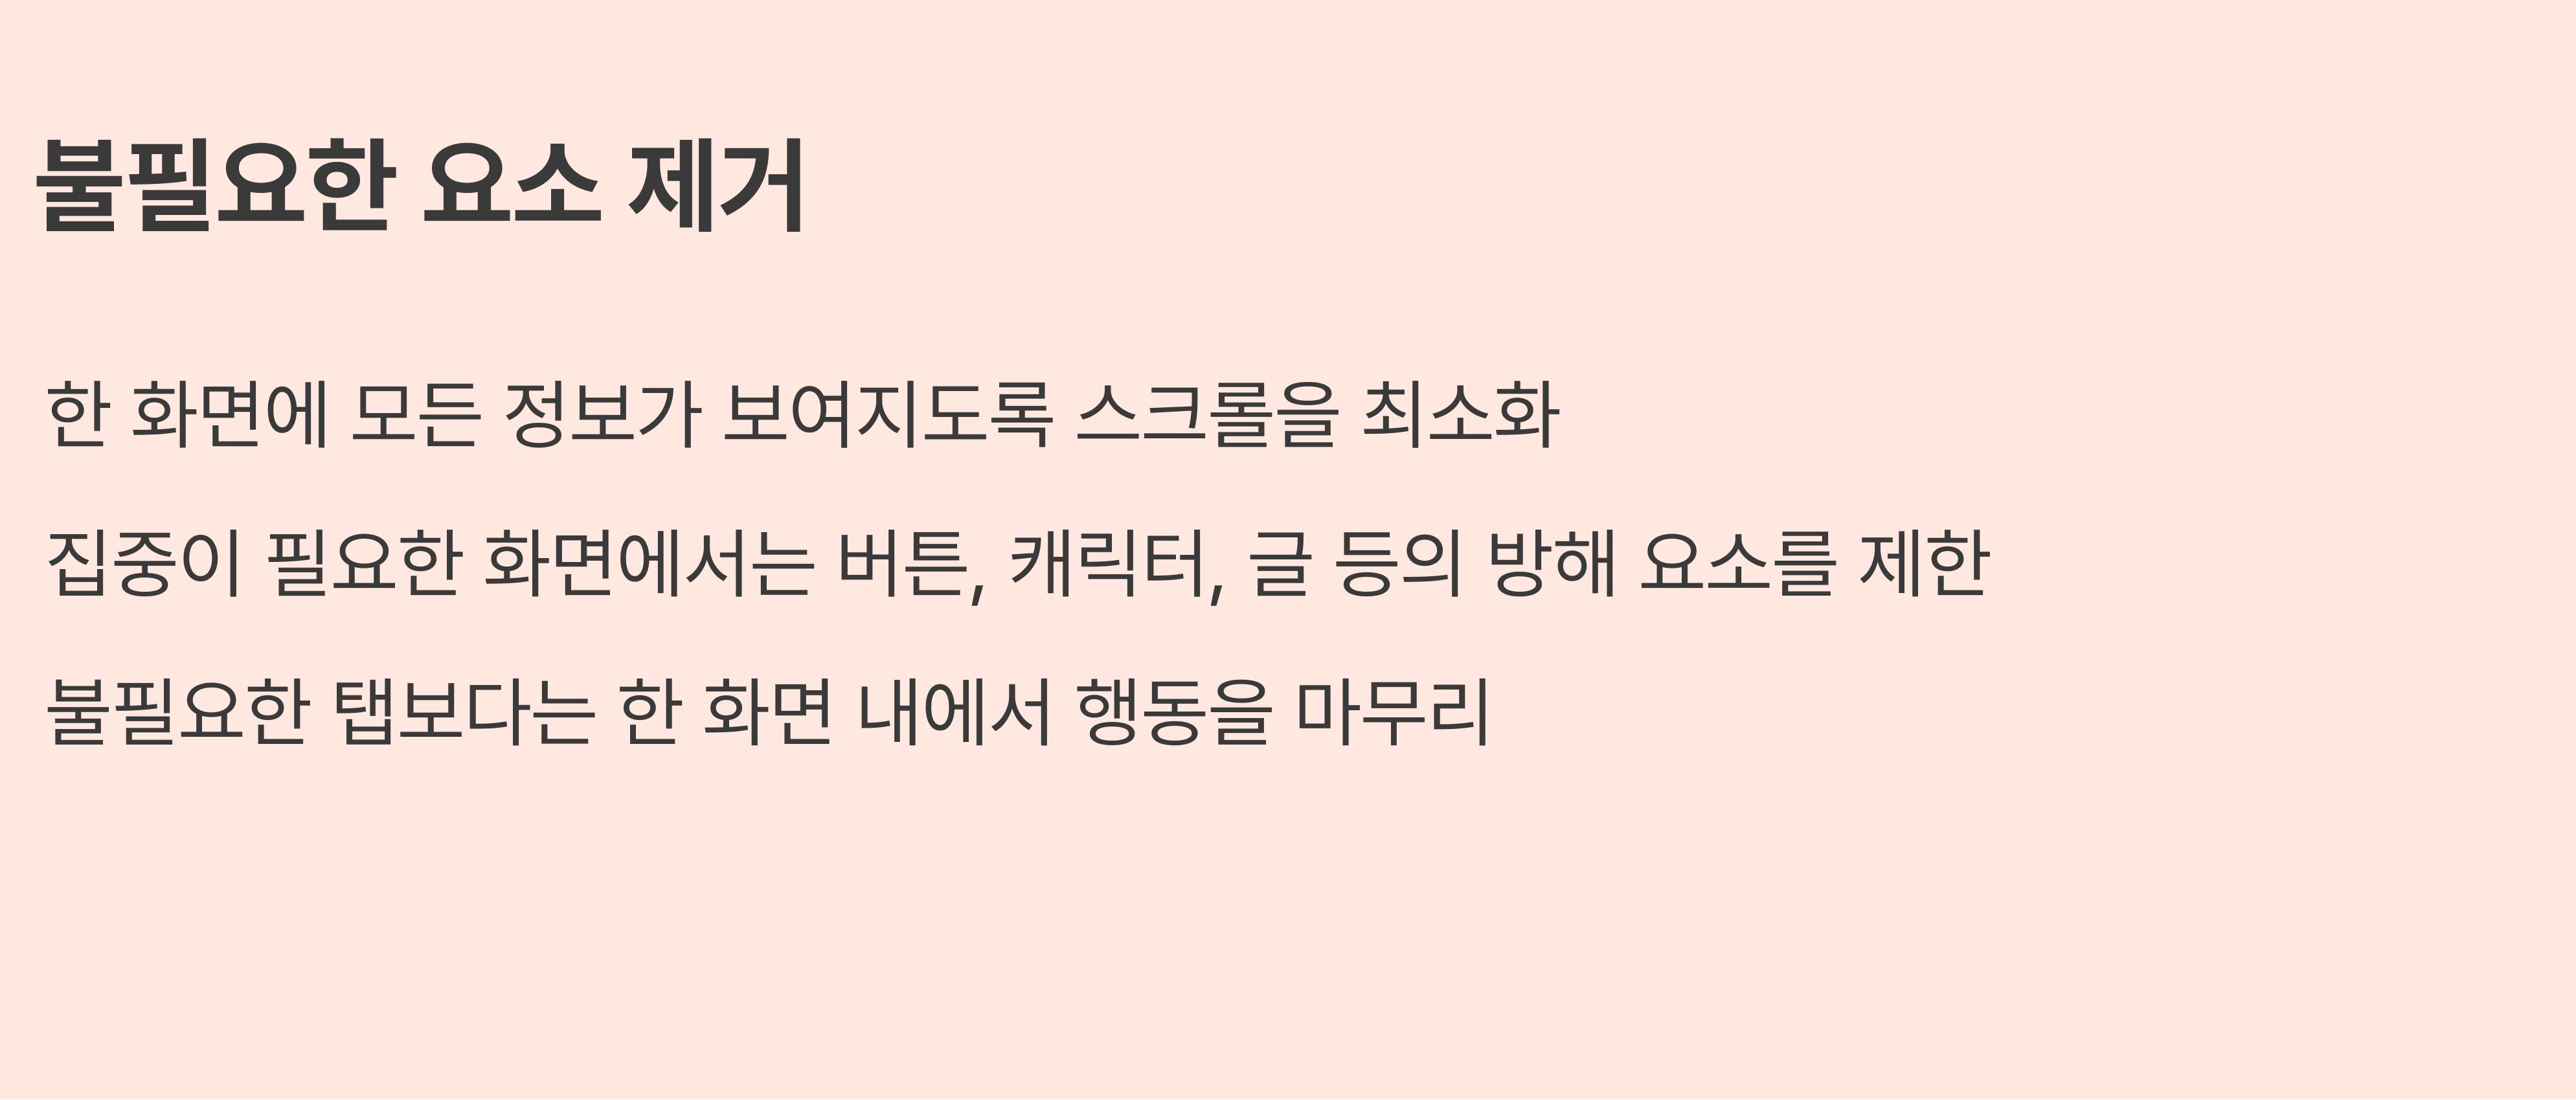 불필요한 요소 제거
한 화면에 모든 정보가 보여지도록 스크롤을 최소화
집중이 필요한 화면에서는 버튼, 캐릭터, 글 등의 방해 요소를 제한
불필요한 탭보다는 한 화면 내에서 행동을 마무리